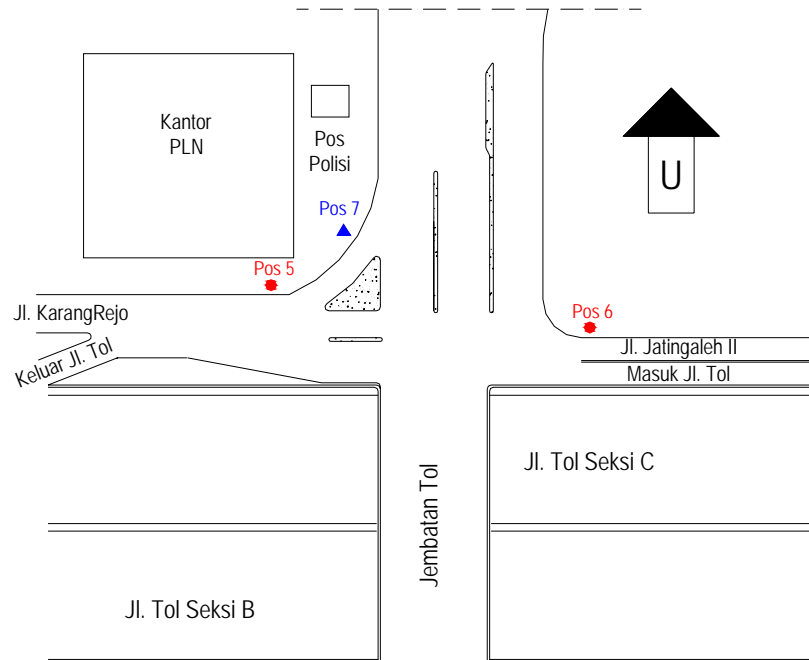 Kantor
PLN
Pos
Polisi
U
Pos 7
Pos 5
Jl. KarangRejo
Keluar Jl. Tol
Pos 6
Jl. Jatingaleh II
Masuk Jl. Tol
Jl. Tol Seksi C
Jembatan Tol
Jl. Tol Seksi B